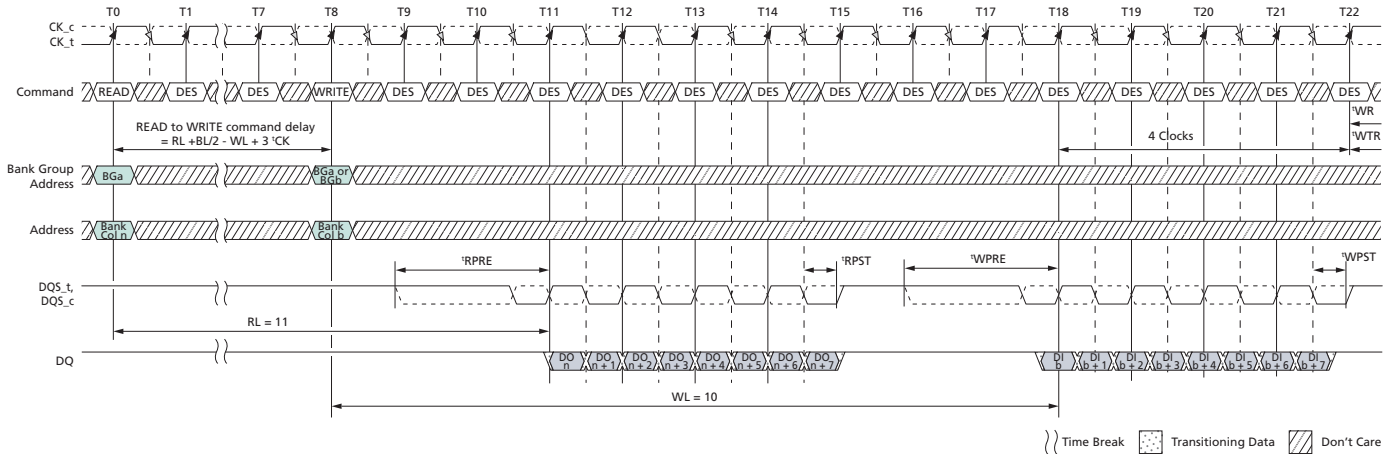 T0 T1 T7 T8 T9 T10 T11 T12 T13 T14 T15 T16 T17 T18 T19 T20 T21 T22
CK_c
CK_t
Command READ DES DES WRITE DES DES DES DES DES DES DES DES DES DES DES DES DES DES
READ to WRITE command delay
= RL +BL/2 - WL + 3 tCK
4 Clocks
tWR
tWTR
Bank Group
Address
BGa
BGa or
BGb
Address
Bank
Col n
Bank
Col b
tRPRE tRPST tWPRE tWPST
DQS_t,
DQS_c
RL = 11
DQ
DO
n
DO
n + 1
DO
n + 2
DO
n + 3
DO
n + 4
DO
n + 5
DO
n + 6
DO
n + 7
DI
b
DI
b + 1
DI
b + 2
DI
b + 3
DI
b + 4
DI
b + 5
DI
b + 6
DI
b + 7
WL = 10
Time Break Transitioning Data Don't Care